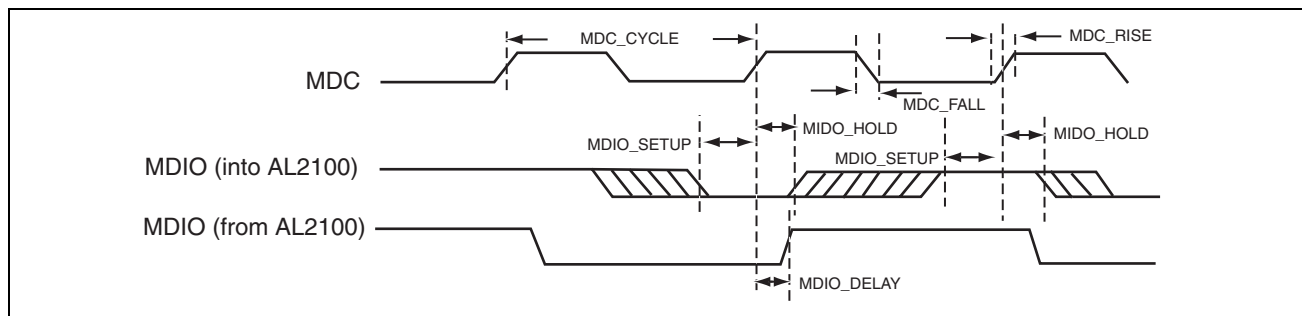 MDC_CYCLE
MDC_RISE
MDC
MDC_FALL
MDIO_SETUP
MIDO_HOLD
MDIO_SETUP
MIDO_HOLD
MDIO (into AL2100)
MDIO (from AL2100)
MDIO_DELAY